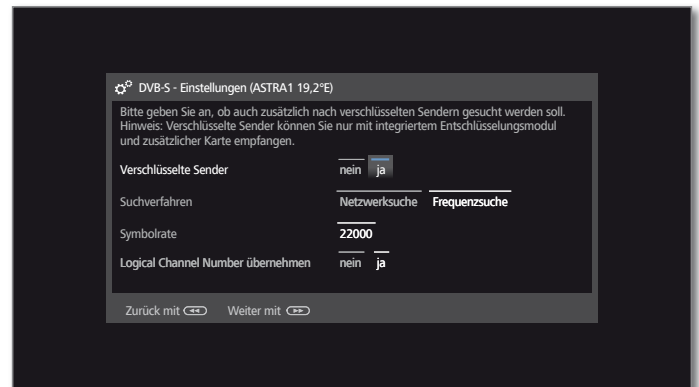 DVB-S - Einstellungen (ASTRA1 19,2°E)
Bitte geben Sie an, ob auch zusätzlich nach verschlüsselten Sendern gesucht werden soll.
Hinweis: Verschlüsselte Sender können Sie nur mit integriertem Entschlüsselungsmodul
und zusätzlicher Karte empfangen.
Verschlüsselte Sender nein ja
Suchverfahren Netzwerksuche Frequenzsuche
Symbolrate 22000
Logical Channel Number übernehmen nein ja
Zurück mit Weiter mit